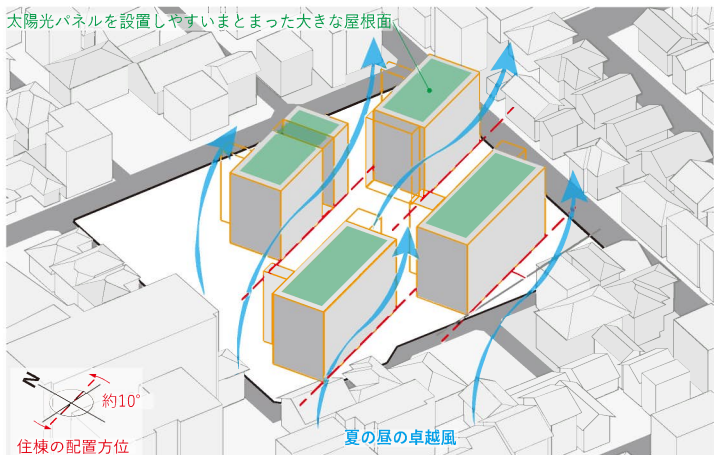 太陽光パネルを設置しやすいまとまった大きな屋根面
N
約10°
住棟の配置方位
夏の昼の卓越風